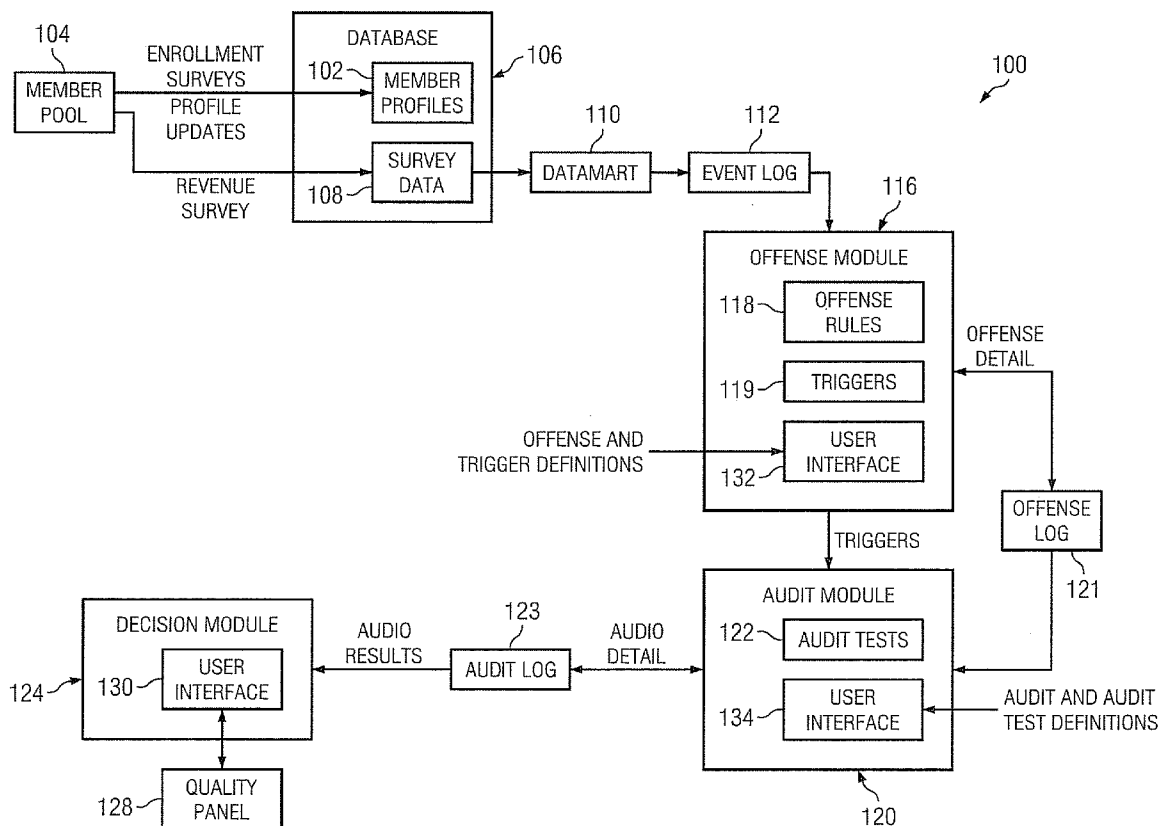 104
MEMBER
POOL
ENROLLMENT
SURVEYS
PROFILE
UPDATES
REVENUE
SURVEY
DATABASE
102
MEMBER
PROFILES
106
SURVEY
DATA
108
110
DATAMART
112
EVENT LOG
100
116
OFFENSE MODULE
118
OFFENSE
RULES
119
TRIGGERS
OFFENSE AND
TRIGGER DEFINITIONS
USER
INTERFACE
132
OFFENSE
DETAIL
OFFENSE
LOG
121
TRIGGERS
AUDIT MODULE
122
AUDIT TESTS
134
USER
INTERFACE
AUDIT AND AUDIT
TEST DEFINITIONS
120
AUDIO
DETAIL
123
AUDIT LOG
AUDIO
RESULTS
DECISION MODULE
124
130
USER
INTERFACE
128
QUALITY
PANEL